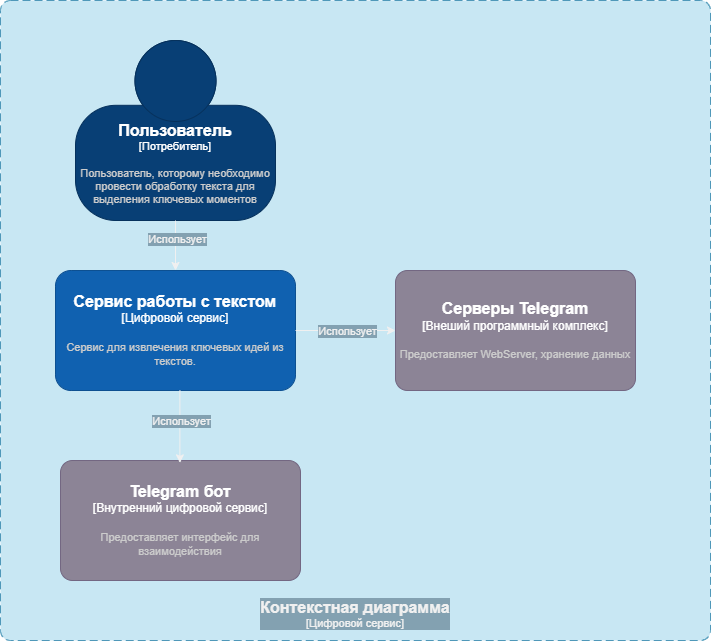 Пользователь
[Потребитель]
Пользователь, которому необходимо
провести обработку текста для
выделения ключевых моментов
Использует
Сервис работы с текстом
[Цифровой сервис]
Сервис для извлечения ключевых идей из
текстов.
Использует
Серверы Telegram
[Внеший программный комплекс]
Предоставляет WebServer, хранение данных
Использует
Telegram бот
[Внутренний цифровой сервис]
Предоставляет интерфейс для
взаимодействия
Контекстная диаграмма
[Цифровой сервис]